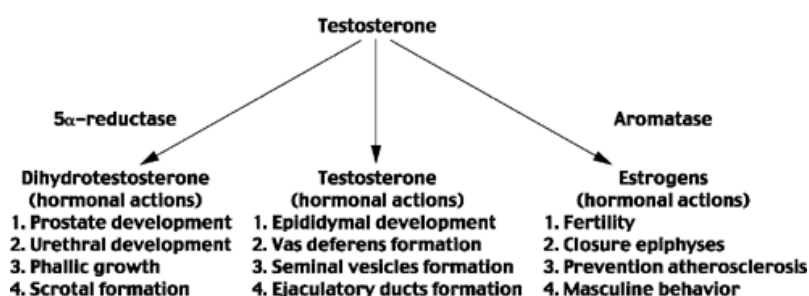 Testosterone
5α-reductase
Aromatase
Dihydrotestosterone
(hormonal actions)
1. Prostate development
2. Urethral development
3. Phallic growth
4. Scrotal formation
Testosterone
(hormonal actions)
1. Epididymal development
2. Vas deferens formation
3. Seminal vesicles formation
4. Ejaculatory ducts formation
Estrogens
(hormonal actions)
1. Fertility
2. Closure epiphyses
3. Prevention atherosclerosis
4. Masculine behavior